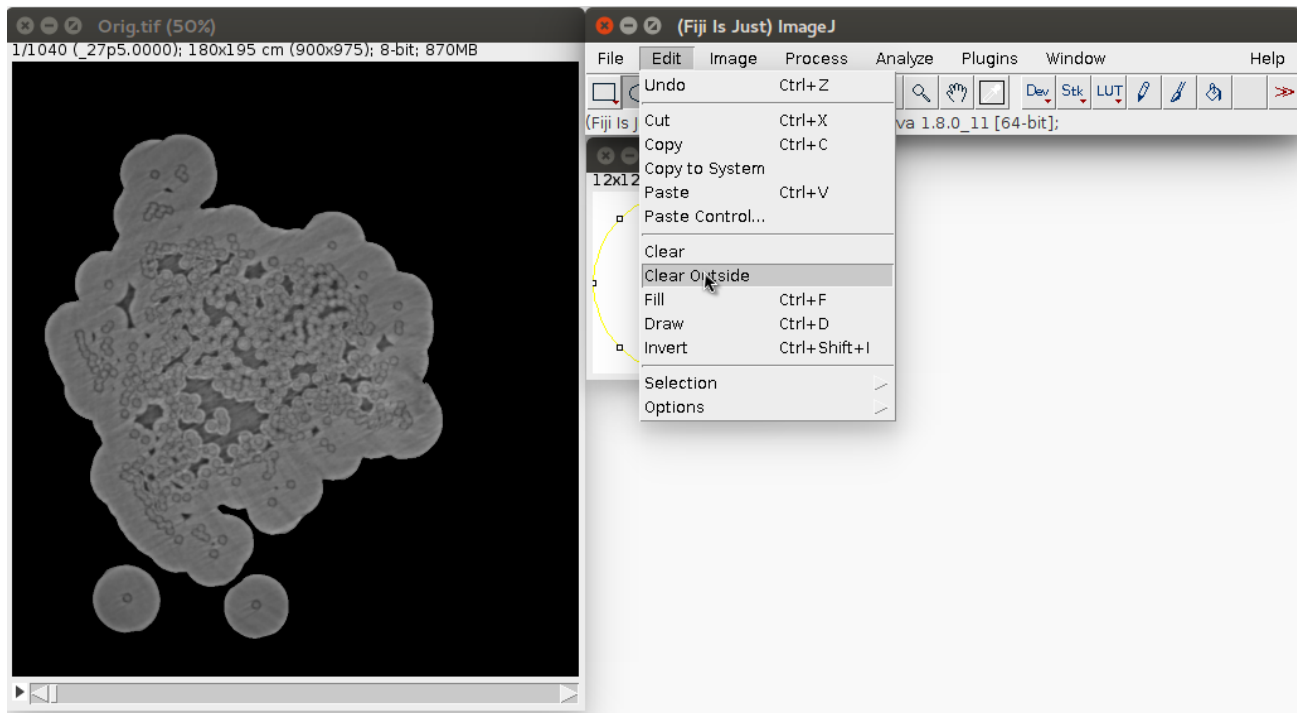 Orig.tif (50%)
1/1040 (_27p5.0000); 180x195 cm (900x975); 8-bit; 870MB
(Fiji Is Just) ImageJ
File Edit Image Process Analyze Plugins Window Help
Dev Stk LUT
(Fiji Is J va 1.8.0_11 [64-bit];
12x12
Undo Ctrl+Z
Cut Ctrl+X
Copy Ctrl+C
Copy to System
Paste Ctrl+V
Paste Control...
Clear
Clear Outside
Fill Ctrl+F
Draw Ctrl+D
Invert Ctrl+Shift+I
Selection
Options